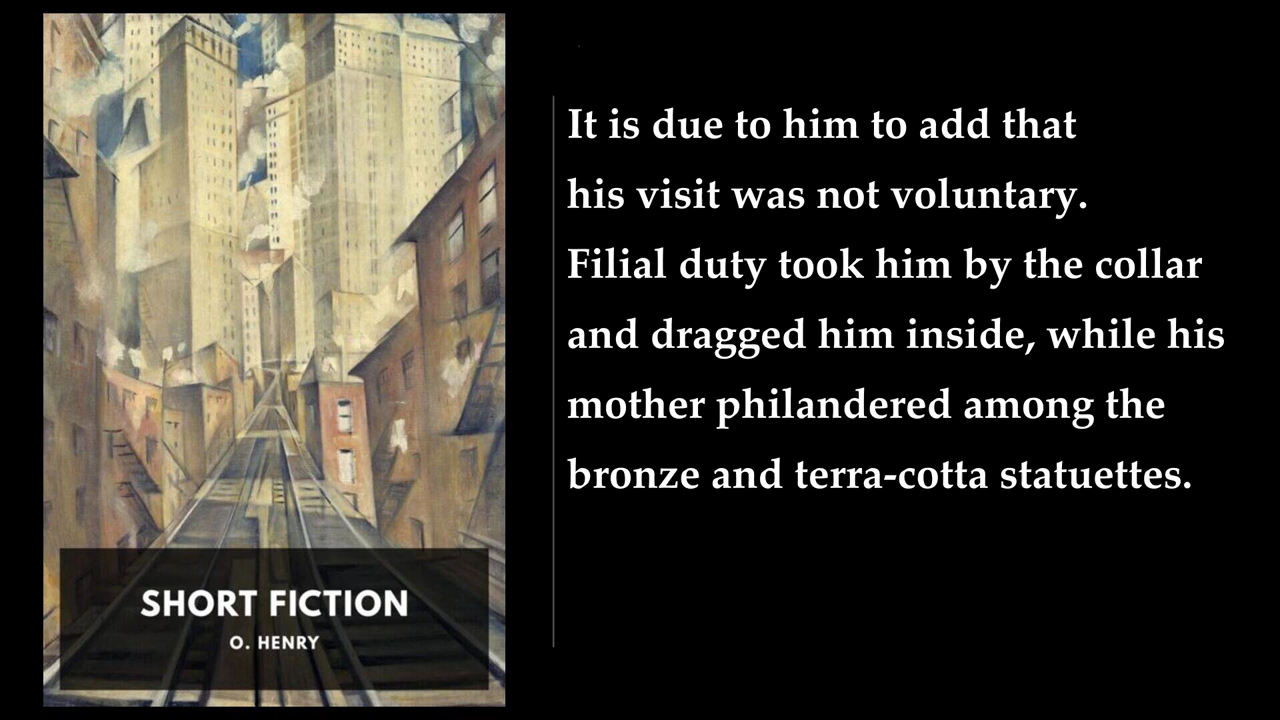 It is due to him to add that
his visit was not voluntary.
Filial duty took him by the collar
and dragged him inside, while his
mother philandered among the
bronze and terra-cotta statuettes.
SHORT FICTION
O. HENRY